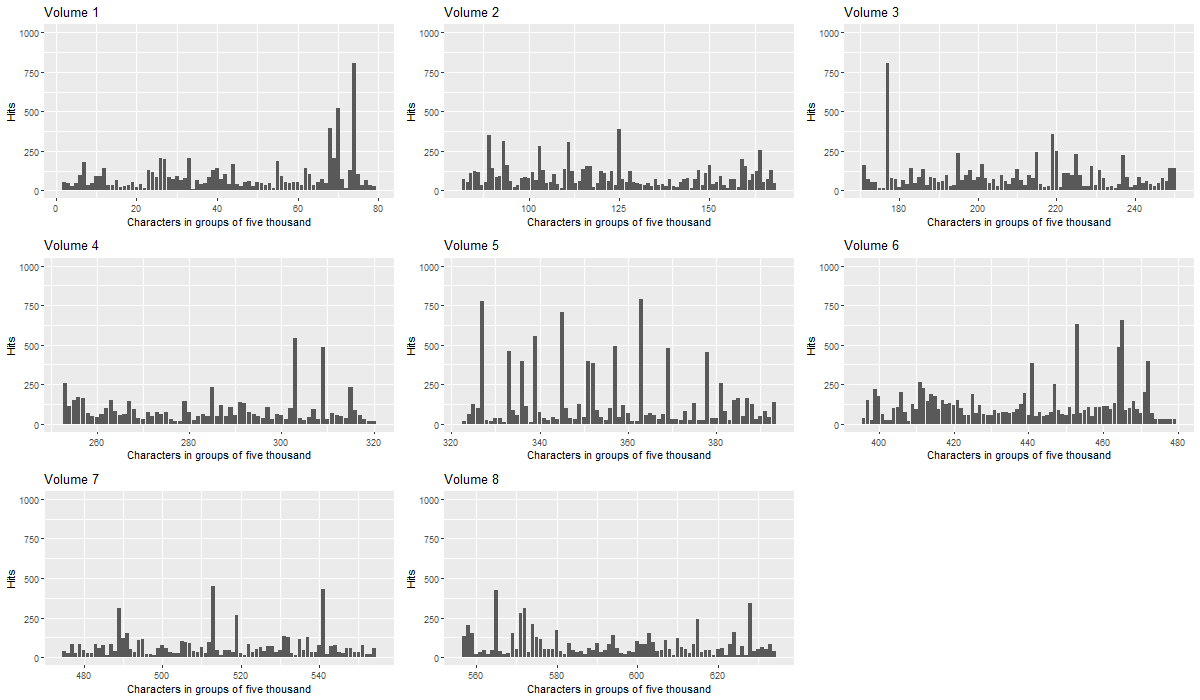 Volume 1
1000
750
500
250
0
Hits
0 20 40 60 80
Characters in groups of five thousand
Volume 2
1000
750
500
250
0
Hits
100 125 150
Characters in groups of five thousand
Volume 3
1000
750
500
250
0
Hits
180 200 220 240
Characters in groups of five thousand
Volume 4
1000
750
500
250
0
Hits
260 280 300 320
Characters in groups of five thousand
Volume 5
1000
750
500
250
0
Hits
320 340 360 380
Characters in groups of five thousand
Volume 6
1000
750
500
250
0
Hits
400 420 440 460 480
Characters in groups of five thousand
Volume 7
1000
750
500
250
0
Hits
480 500 520 540
Characters in groups of five thousand
Volume 8
1000
750
500
250
0
Hits
560 580 600 620
Characters in groups of five thousand